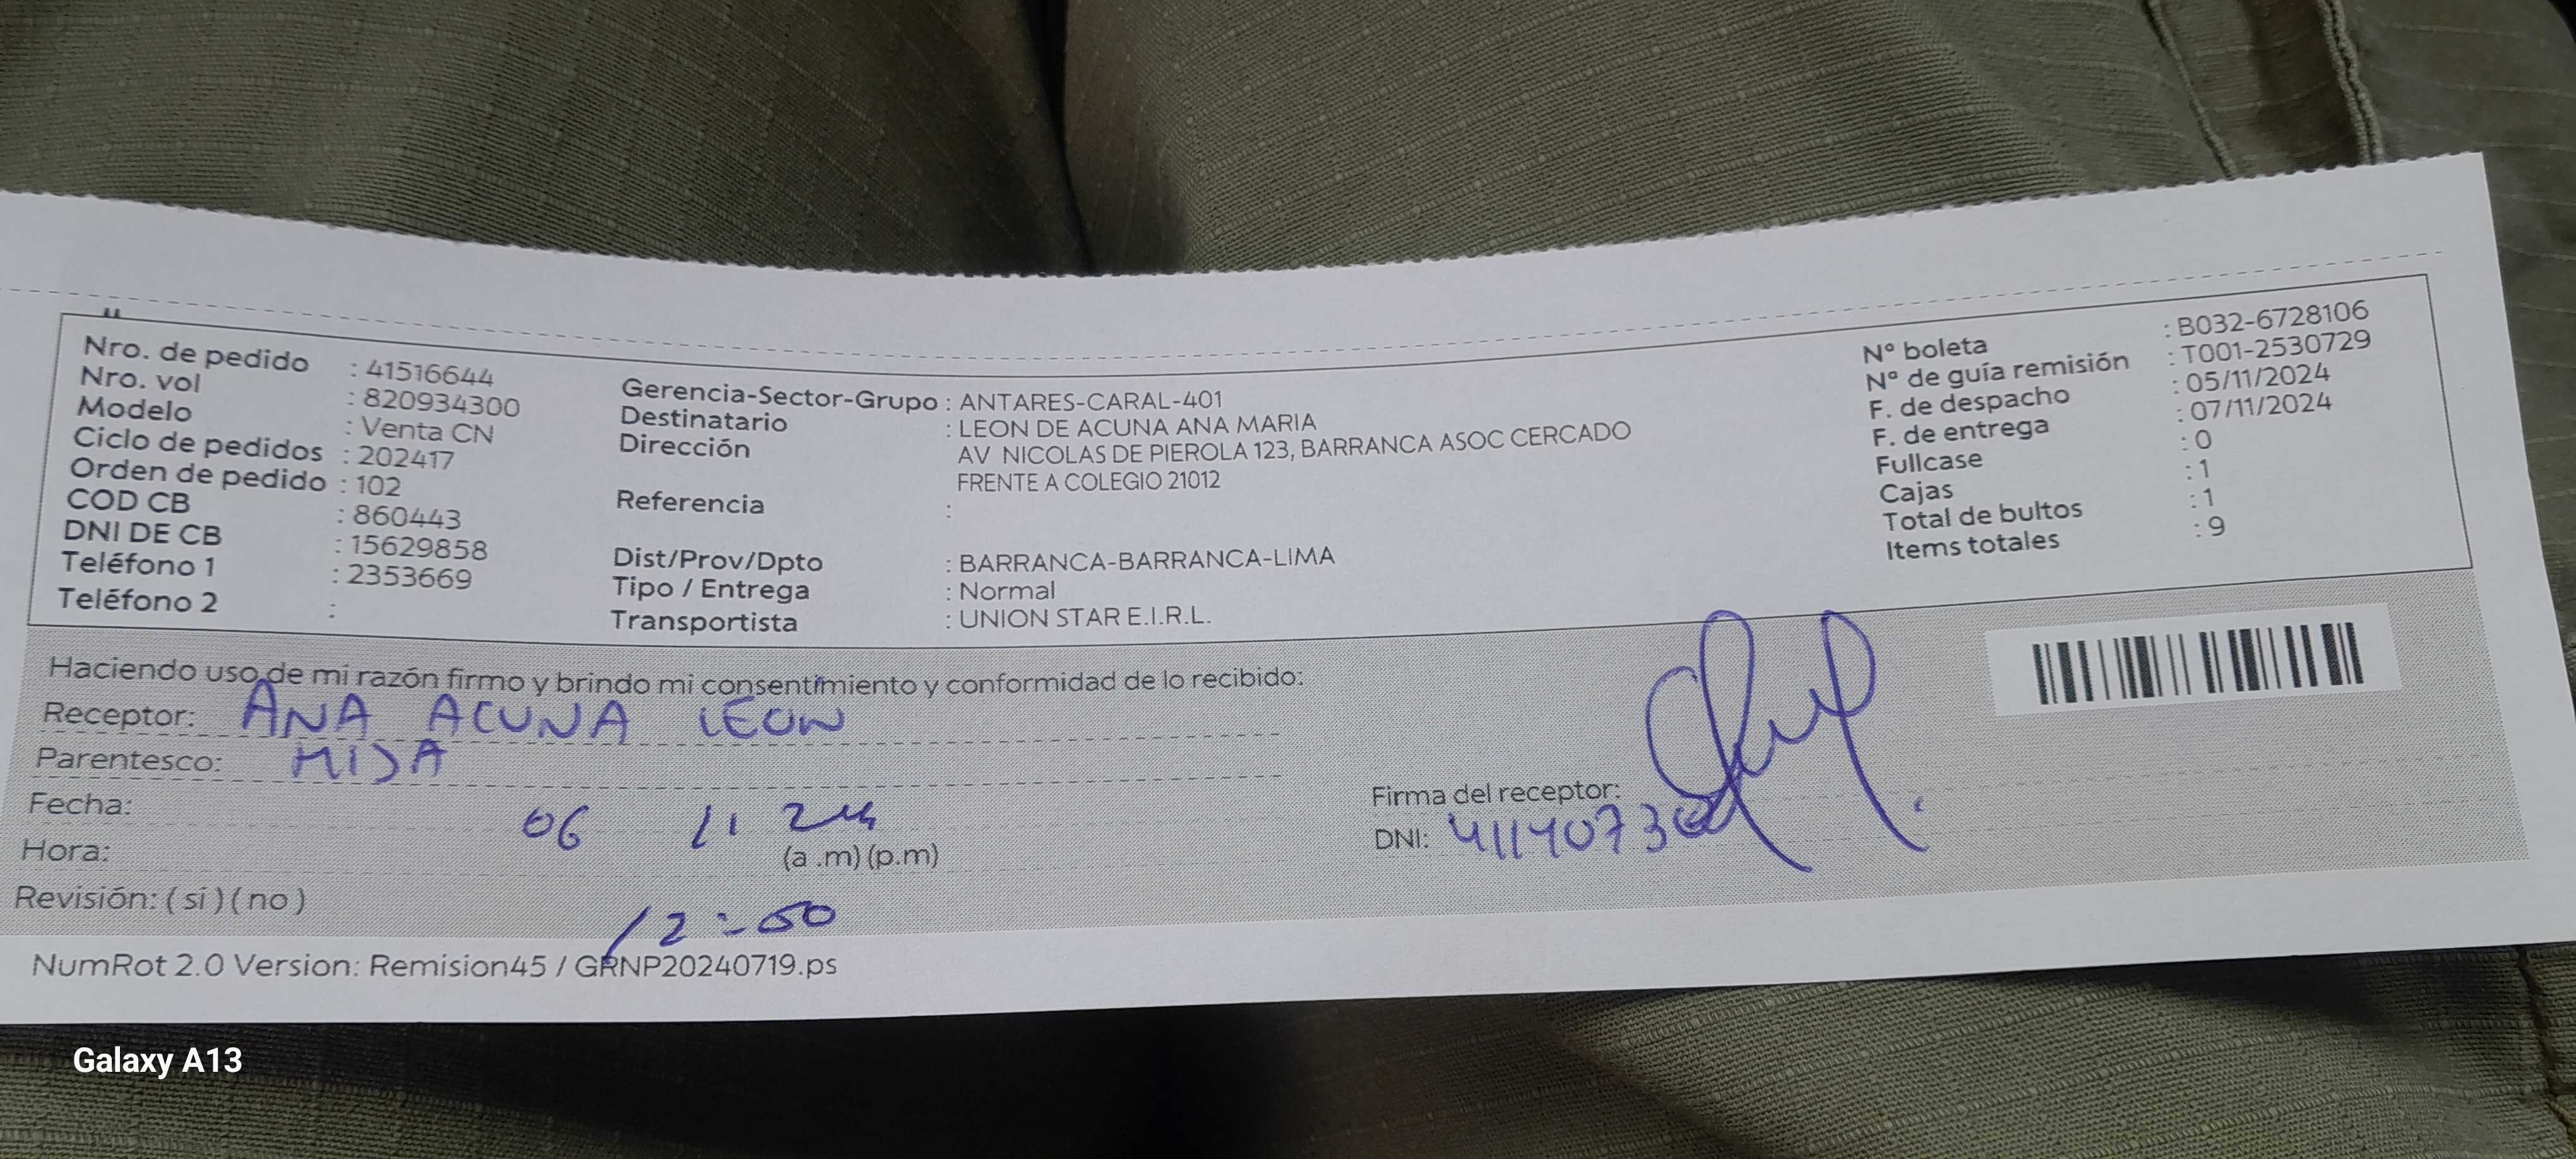 Nro. de pedido : 41516644
Nro. vol : 820934300
Modelo : Venta CN
Ciclo de pedidos : 202417
Orden de pedido : 102
COD CB : 860443
DNI DE CB : 15629858
Teléfono 1 : 2353669
Teléfono 2 :
Gerencia-Sector-Grupo : ANTARES-CARAL-401
Destinatario : LEON DE ACUNA ANA MARIA
Dirección AV NICOLAS DE PIEROLA 123, BARRANCA ASOC CERCADO
FRENTE A COLEGIO 21012
Referencia :
Dist/Prov/Dpto : BARRANCA-BARRANCA-LIMA
Tipo / Entrega : Normal
Transportista : UNION STAR E.I.R.L.
N° boleta : B032-6728106
N° de guía remisión : T001-2530729
F. de despacho : 05/11/2024
F. de entrega : 07/11/2024
Fullcase : 0
Cajas : 1
Total de bultos : 1
Items totales : 9
Haciendo uso de mi razón firmo y brindo mi consentimiento y conformidad de lo recibido:
Receptor: ANA ACUNA LEON
Parentesco: HIJA
Fecha: 06 11 24
Hora: (a .m) (p.m)
Revisión: ( si ) ( no )
Firma del receptor:
DNI:
NumRot 2.0 Version: Remision45 / GRNP20240719.ps
Galaxy A13